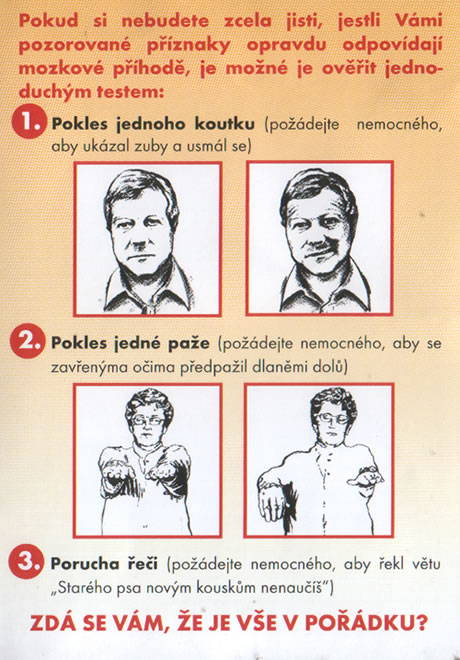 Pokud si nebudete zcela jisti, jestli Vámi
pozorované příznaky opravdu odpovídají
mozkové příhodě, je možné je ověřit jedno-
duchým testem:
1. Pokles jednoho koutku (požádejte nemocného,
aby ukázal zuby a usmál se)
2. Pokles jedné paže (požádejte nemocného, aby se
zavřenýma očima předpažil dlaněmi dolů)
3. Porucha řeči (požádejte nemocného, aby řekl větu
„Starého psa novým kouskům nenaučíš“)
ZDÁ SE VÁM, ŽE JE VŠE V POŘÁDKU?